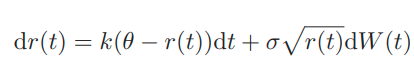 dr(t) = k(θ − r(t))dt + σ√r(t)dW(t)